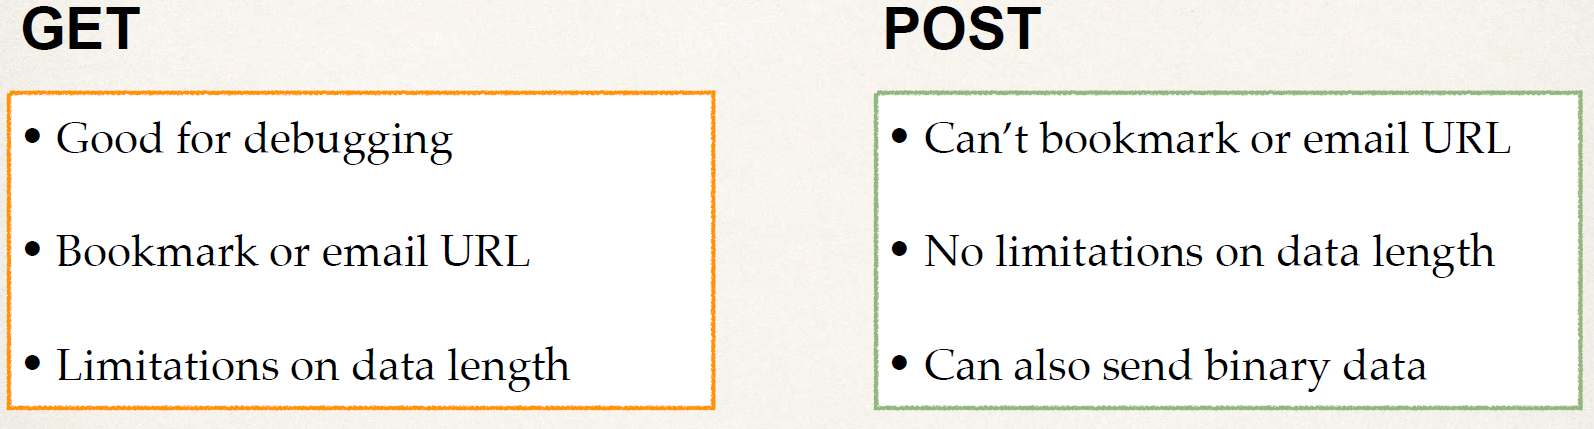 GET
• Good for debugging
• Bookmark or email URL
• Limitations on data length
POST
• Can’t bookmark or email URL
• No limitations on data length
• Can also send binary data